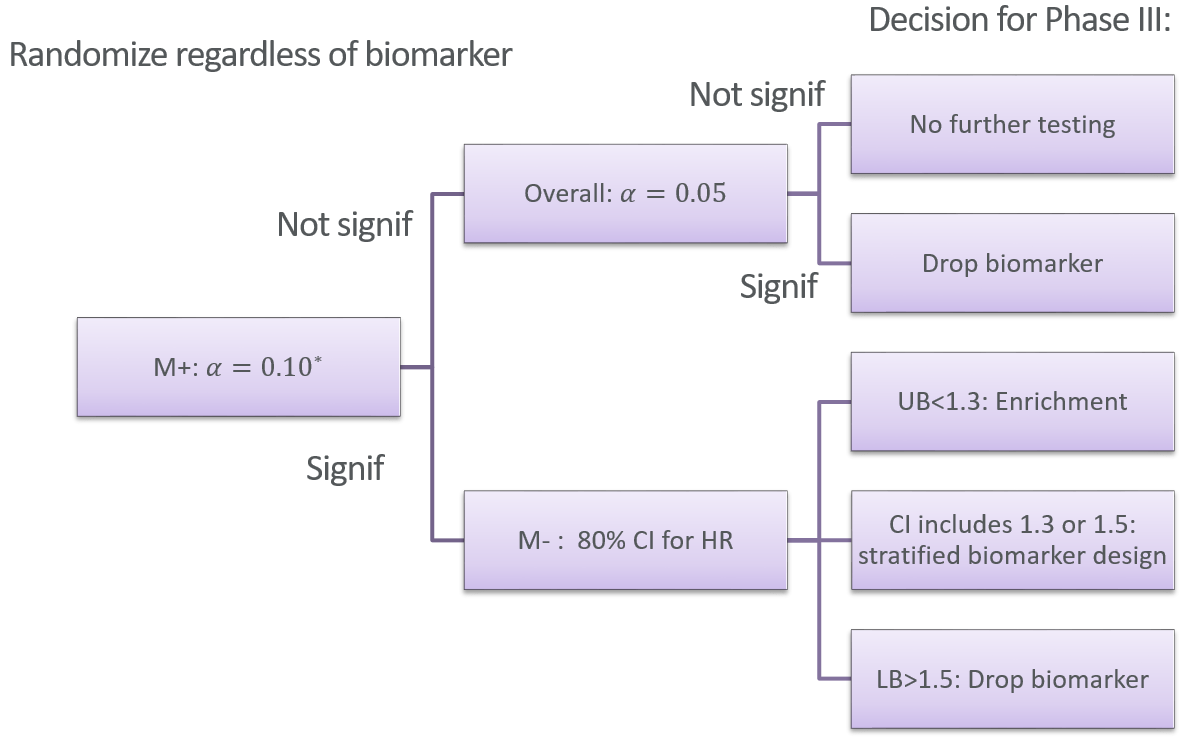 Decision for Phase III:
Randomize regardless of biomarker
Not signif
No further testing
Overall: α = 0.05
Not signif
Drop biomarker
Signif
M+: α = 0.10*
UB<1.3: Enrichment
Signif
M- : 80% CI for HR
CI includes 1.3 or 1.5:
stratified biomarker design
LB>1.5: Drop biomarker